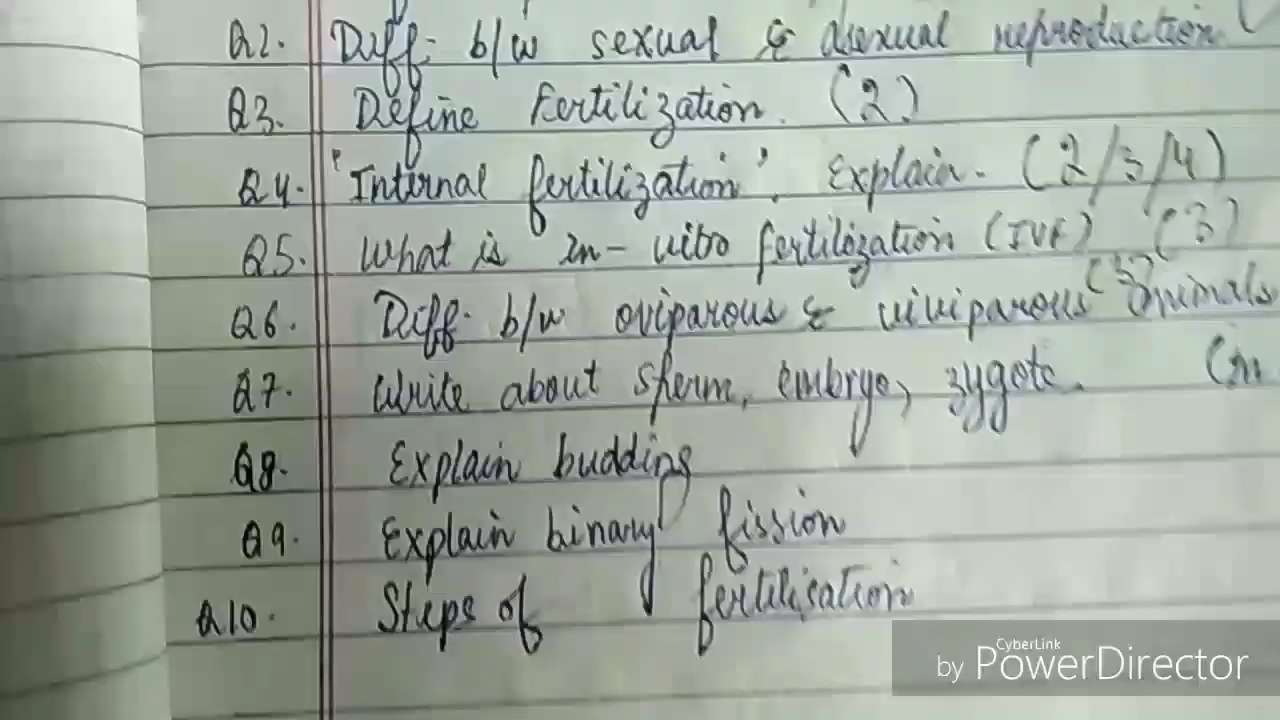 Q2. Diff. b/w sexual & asexual reproduction (
Q3. Define Fertilization. (2)
Q4. 'Internal fertilization'. Explain. (2/3/4)
Q5. What is In-vitro fertilization (IVF) (3)
Q6. Diff. b/w oviparous & viviparous animals
Q7. Write about sperm, embryo, zygote. (m
Q8. Explain budding
Q9. Explain binary fission
Q10. Steps of fertilisation
CyberLink
by PowerDirector